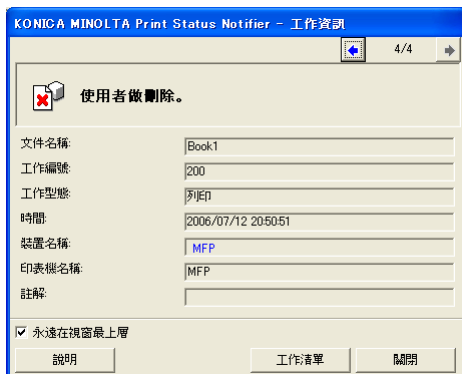 KONICA MINOLTA Print Status Notifier - 工作資訊
4/4
使用者做刪除。
文件名稱: Book1
工作編號: 200
工作型態: 列印
時間: 2006/07/12 20:50:51
裝置名稱: MFP
印表機名稱: MFP
註解:
永遠在視窗最上層
說明 工作清單 關閉